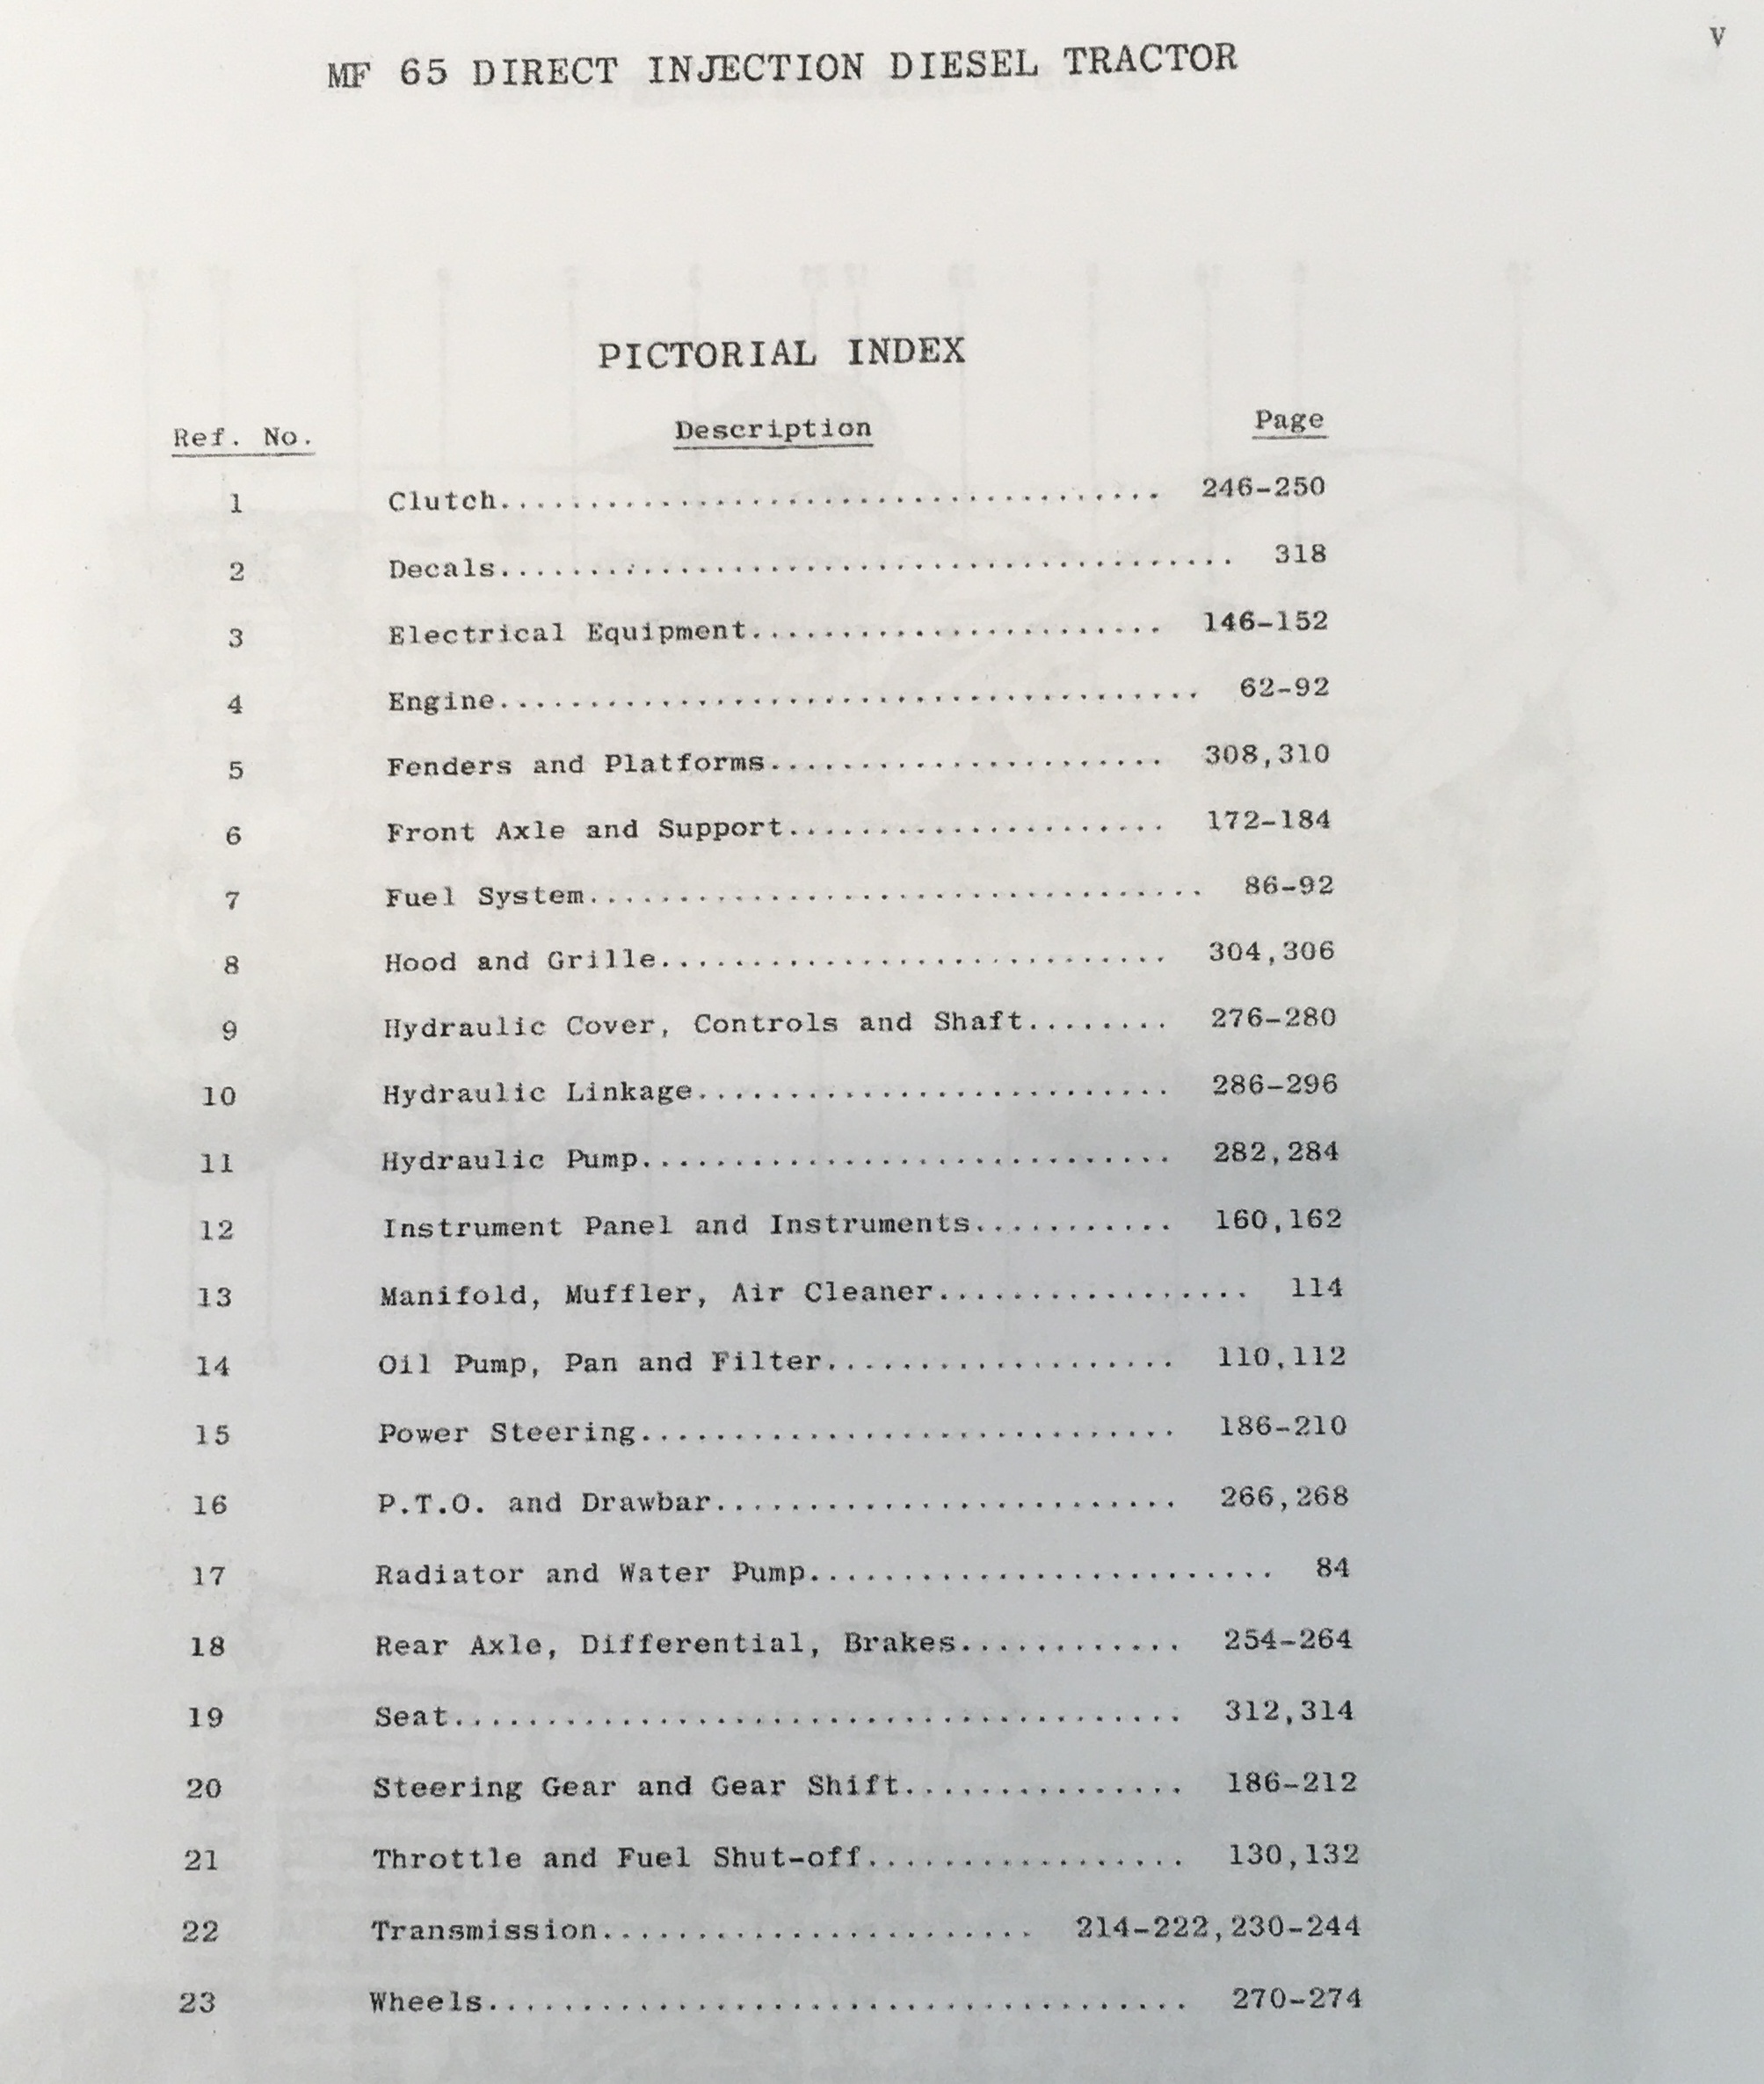 V
MF 65 DIRECT INJECTION DIESEL TRACTOR
PICTORIAL INDEX
Ref. No. Description Page
1 Clutch.................................... 246-250
2 Decals........................................ 318
3 Electrical Equipment....................... 146-152
4 Engine...................................... 62-92
5 Fenders and Platforms...................... 308,310
6 Front Axle and Support..................... 172-184
7 Fuel System.................................. 86-92
8 Hood and Grille............................ 304,306
9 Hydraulic Cover, Controls and Shaft........ 276-280
10 Hydraulic Linkage.......................... 286-296
11 Hydraulic Pump............................. 282,284
12 Instrument Panel and Instruments........... 160,162
13 Manifold, Muffler, Air Cleaner................. 114
14 Oil Pump, Pan and Filter................... 110,112
15 Power Steering............................. 186-210
16 P.T.O. and Drawbar......................... 266,268
17 Radiator and Water Pump......................... 84
18 Rear Axle, Differential, Brakes............ 254-264
19 Seat....................................... 312,314
20 Steering Gear and Gear Shift............... 186-212
21 Throttle and Fuel Shut-off................. 130,132
22 Transmission....................... 214-222,230-244
23 Wheels..................................... 270-274